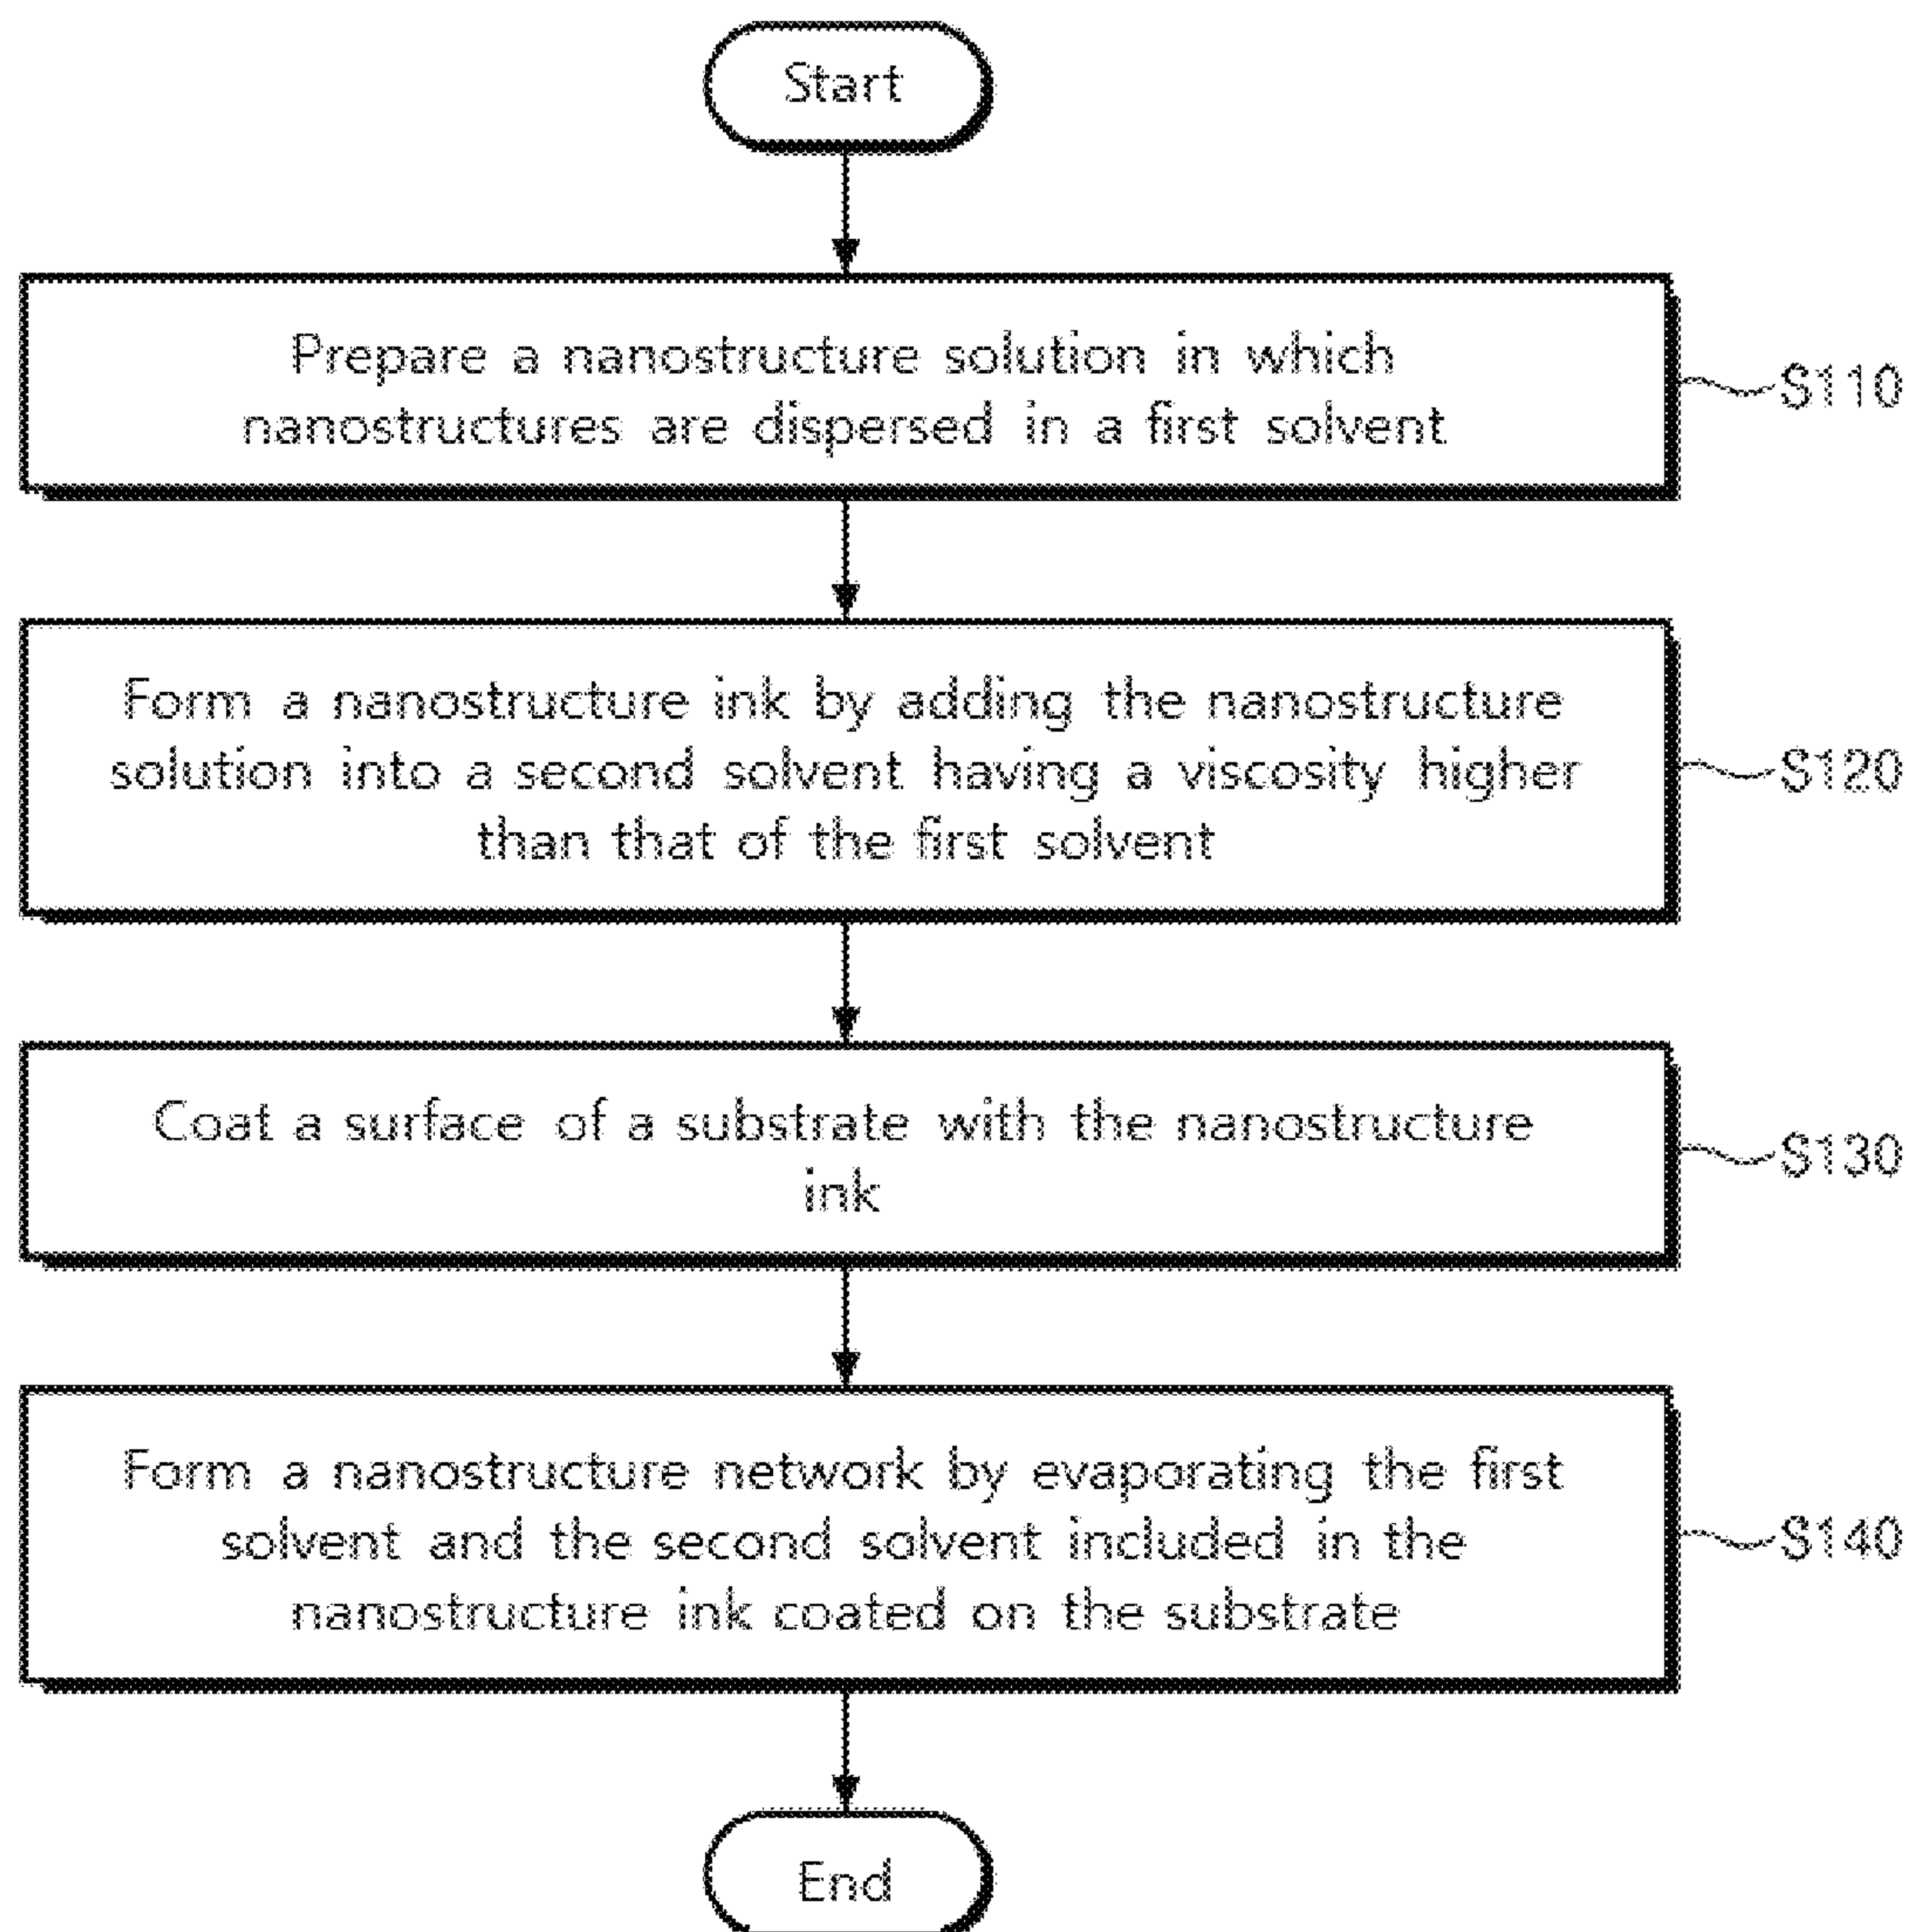 Start
Prepare a nanostructure solution in which
nanostructures are dispersed in a first solvent
S110
Form a nanostructure ink by adding the nanostructure
solution into a second solvent having a viscosity higher
than that of the first solvent
S120
Coat a surface of a substrate with the nanostructure
ink
S130
Form a nanostructure network by evaporating the first
solvent and the second solvent included in the
nanostructure ink coated on the substrate
S140
End